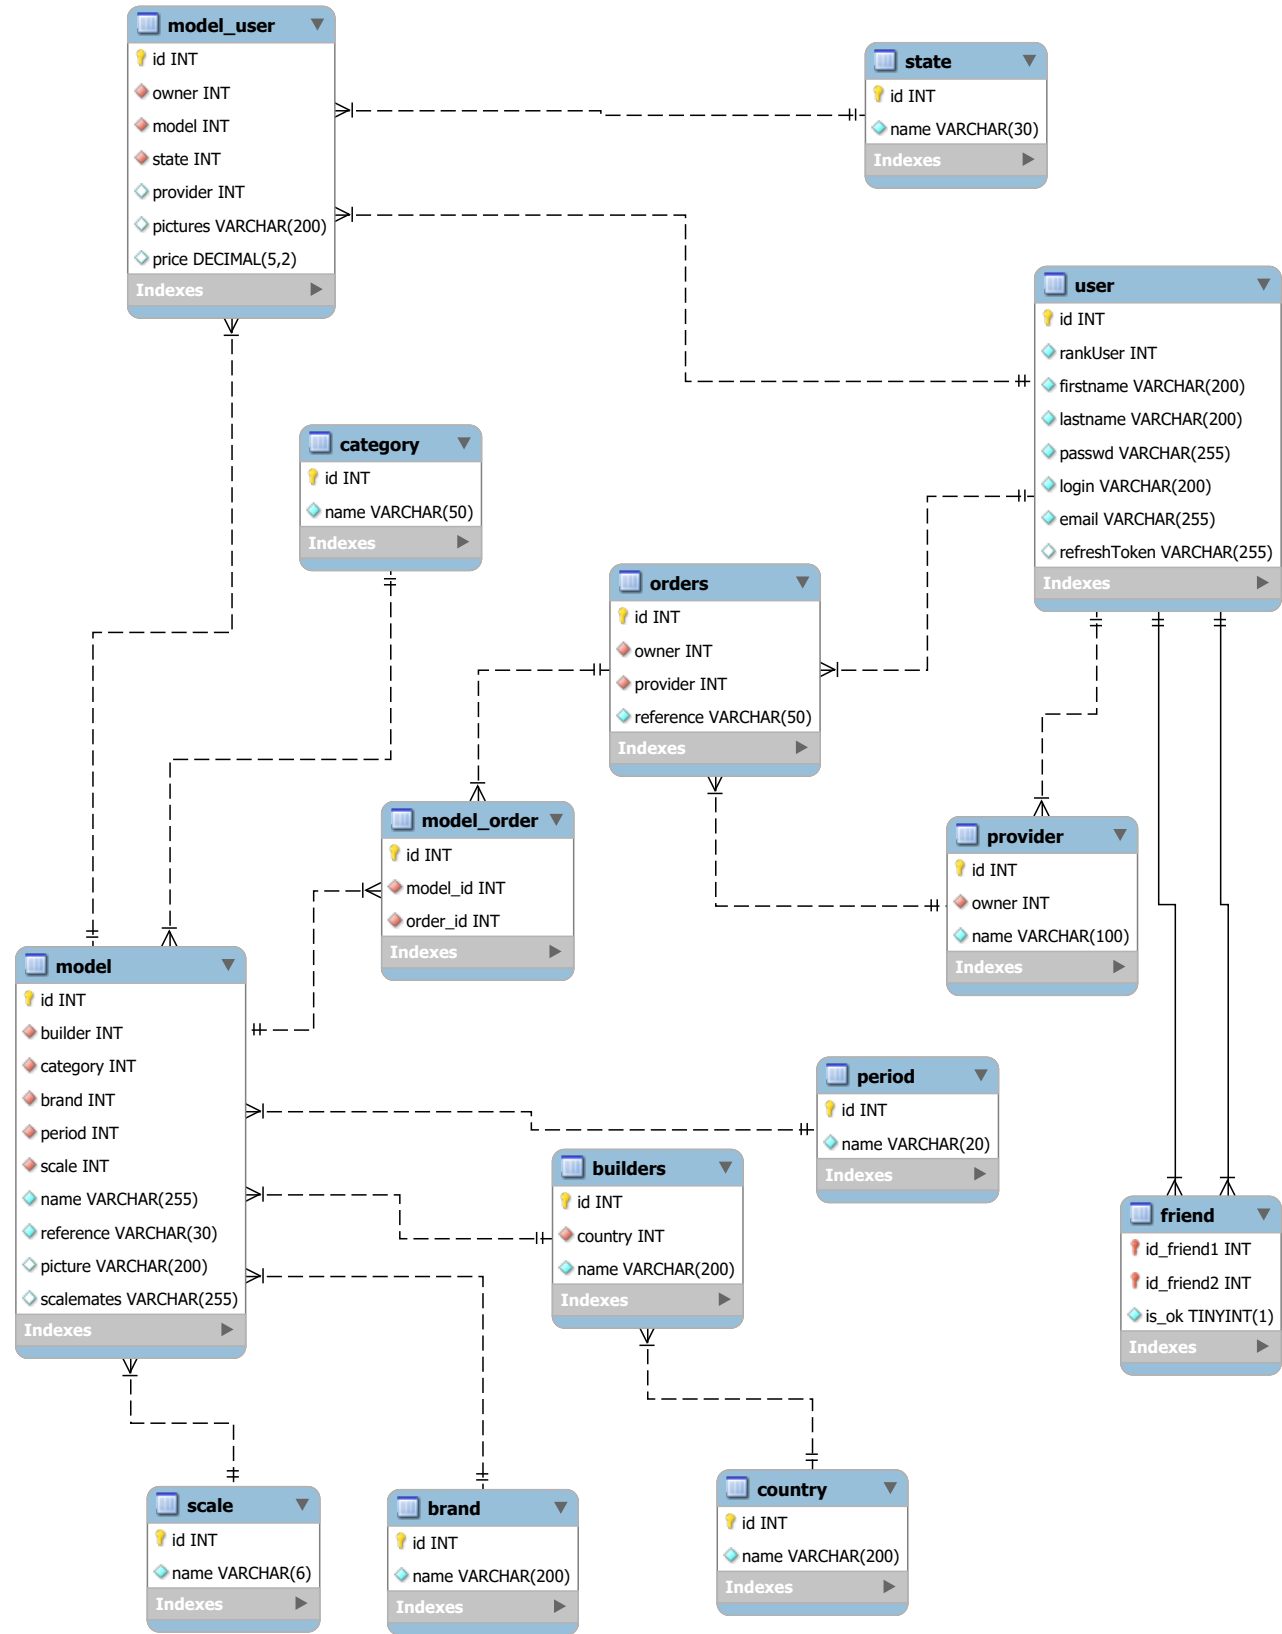 model_user
id INT
owner INT
model INT
state INT
provider INT
pictures VARCHAR(200)
price DECIMAL(5,2)
Indexes
state
id INT
name VARCHAR(30)
Indexes
user
id INT
rankUser INT
firstname VARCHAR(200)
lastname VARCHAR(200)
passwd VARCHAR(255)
login VARCHAR(200)
email VARCHAR(255)
refreshToken VARCHAR(255)
Indexes
category
id INT
name VARCHAR(50)
Indexes
orders
id INT
owner INT
provider INT
reference VARCHAR(50)
Indexes
model_order
id INT
model_id INT
order_id INT
Indexes
provider
id INT
owner INT
name VARCHAR(100)
Indexes
model
id INT
builder INT
category INT
brand INT
period INT
scale INT
name VARCHAR(255)
reference VARCHAR(30)
picture VARCHAR(200)
scalemates VARCHAR(255)
Indexes
period
id INT
name VARCHAR(20)
Indexes
builders
id INT
country INT
name VARCHAR(200)
Indexes
friend
id_friend1 INT
id_friend2 INT
is_ok TINYINT(1)
Indexes
scale
id INT
name VARCHAR(6)
Indexes
brand
id INT
name VARCHAR(200)
Indexes
country
id INT
name VARCHAR(200)
Indexes